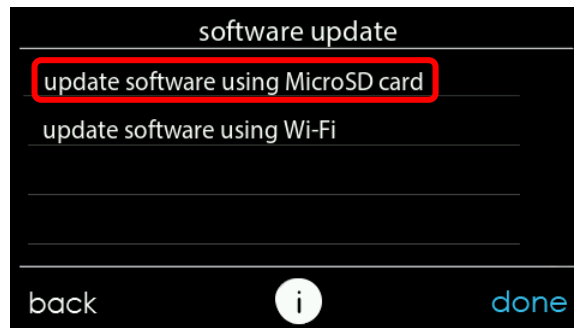 software update
update software using MicroSD card
update software using Wi-Fi
back i done